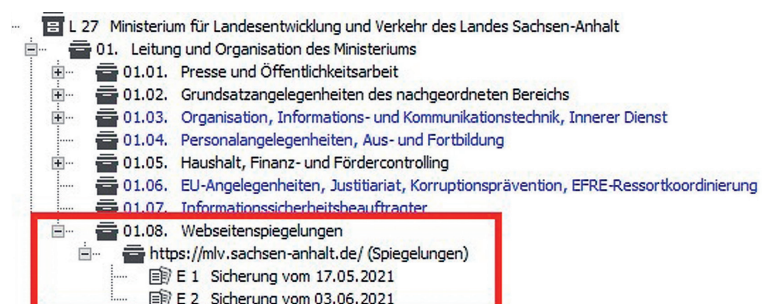 L 27 Ministerium für Landesentwicklung und Verkehr des Landes Sachsen-Anhalt
01. Leitung und Organisation des Ministeriums
01.01. Presse und Öffentlichkeitsarbeit
01.02. Grundsatzangelegenheiten des nachgeordneten Bereichs
01.03. Organisation, Informations- und Kommunikationstechnik, Innerer Dienst
01.04. Personalangelegenheiten, Aus- und Fortbildung
01.05. Haushalt, Finanz- und Fördercontrolling
01.06. EU-Angelegenheiten, Justitiariat, Korruptionsprävention, EFRE-Ressortkoordinierung
01.07. Informationssicherheitsbeauftragter
01.08. Webseitenspiegelungen
https://mlv.sachsen-anhalt.de/ (Spiegelungen)
E 1 Sicherung vom 17.05.2021
E 2 Sicherung vom 03.06.2021